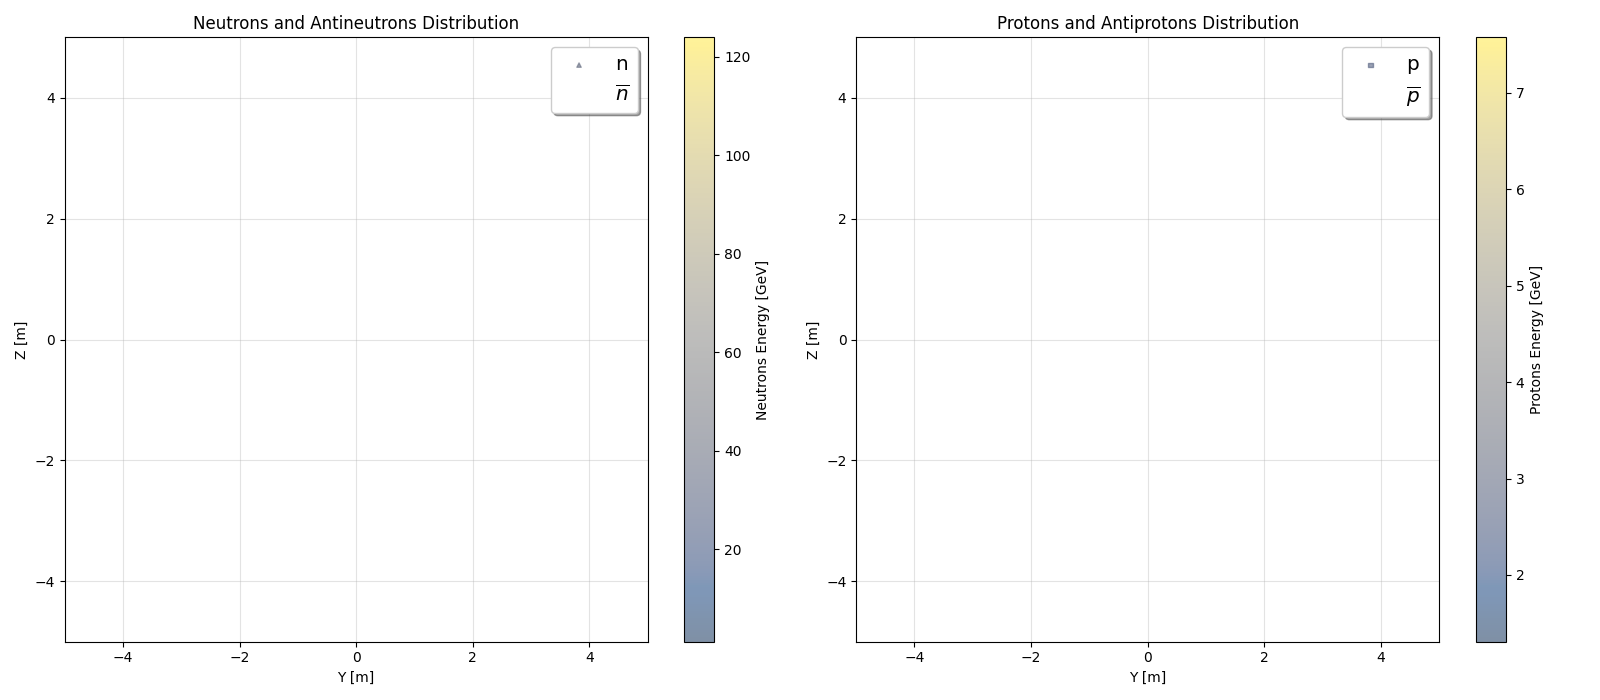 Neutrons and Antineutrons Distribution
n
n̅
4
2
0
−2
−4
Z [m]
−4 −2 0 2 4
Y [m]
120
100
80
60
40
20
Neutrons Energy [GeV]
Protons and Antiprotons Distribution
p
p̅
4
2
0
−2
−4
Z [m]
−4 −2 0 2 4
Y [m]
7
6
5
4
3
2
Protons Energy [GeV]